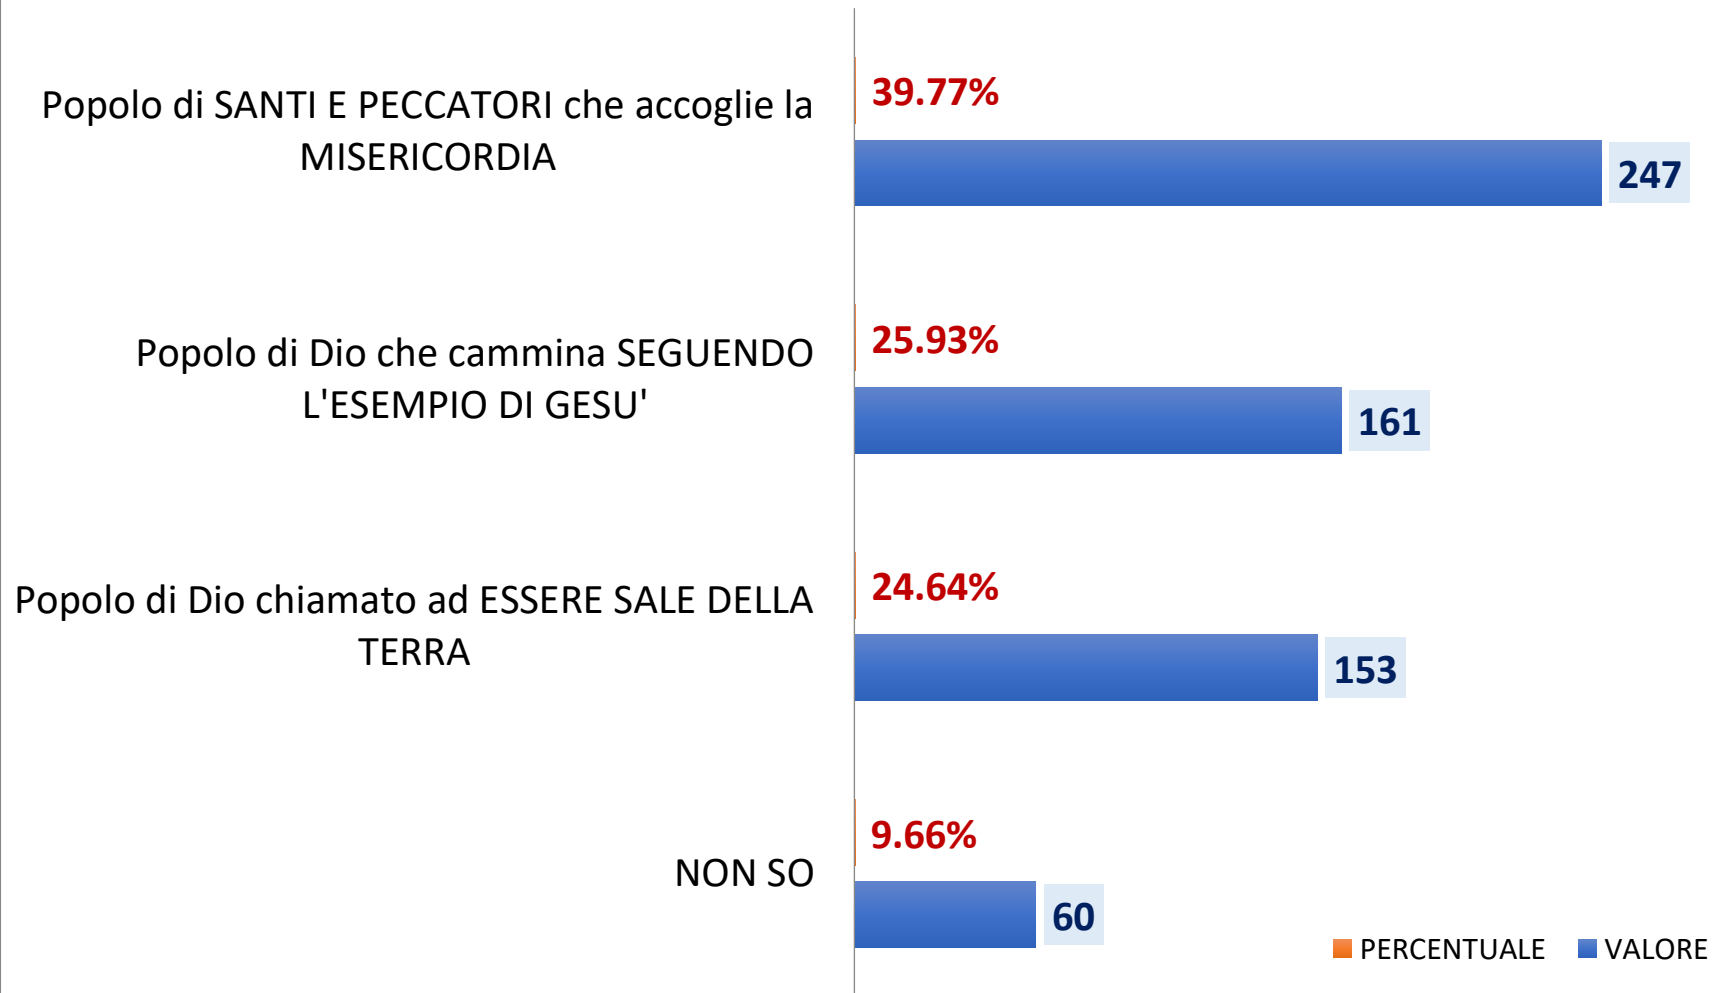 Popolo di SANTI E PECCATORI che accoglie la
MISERICORDIA
39.77%
247
Popolo di Dio che cammina SEGUENDO
L'ESEMPIO DI GESU'
25.93%
161
Popolo di Dio chiamato ad ESSERE SALE DELLA
TERRA
24.64%
153
NON SO
9.66%
60
PERCENTUALE VALORE